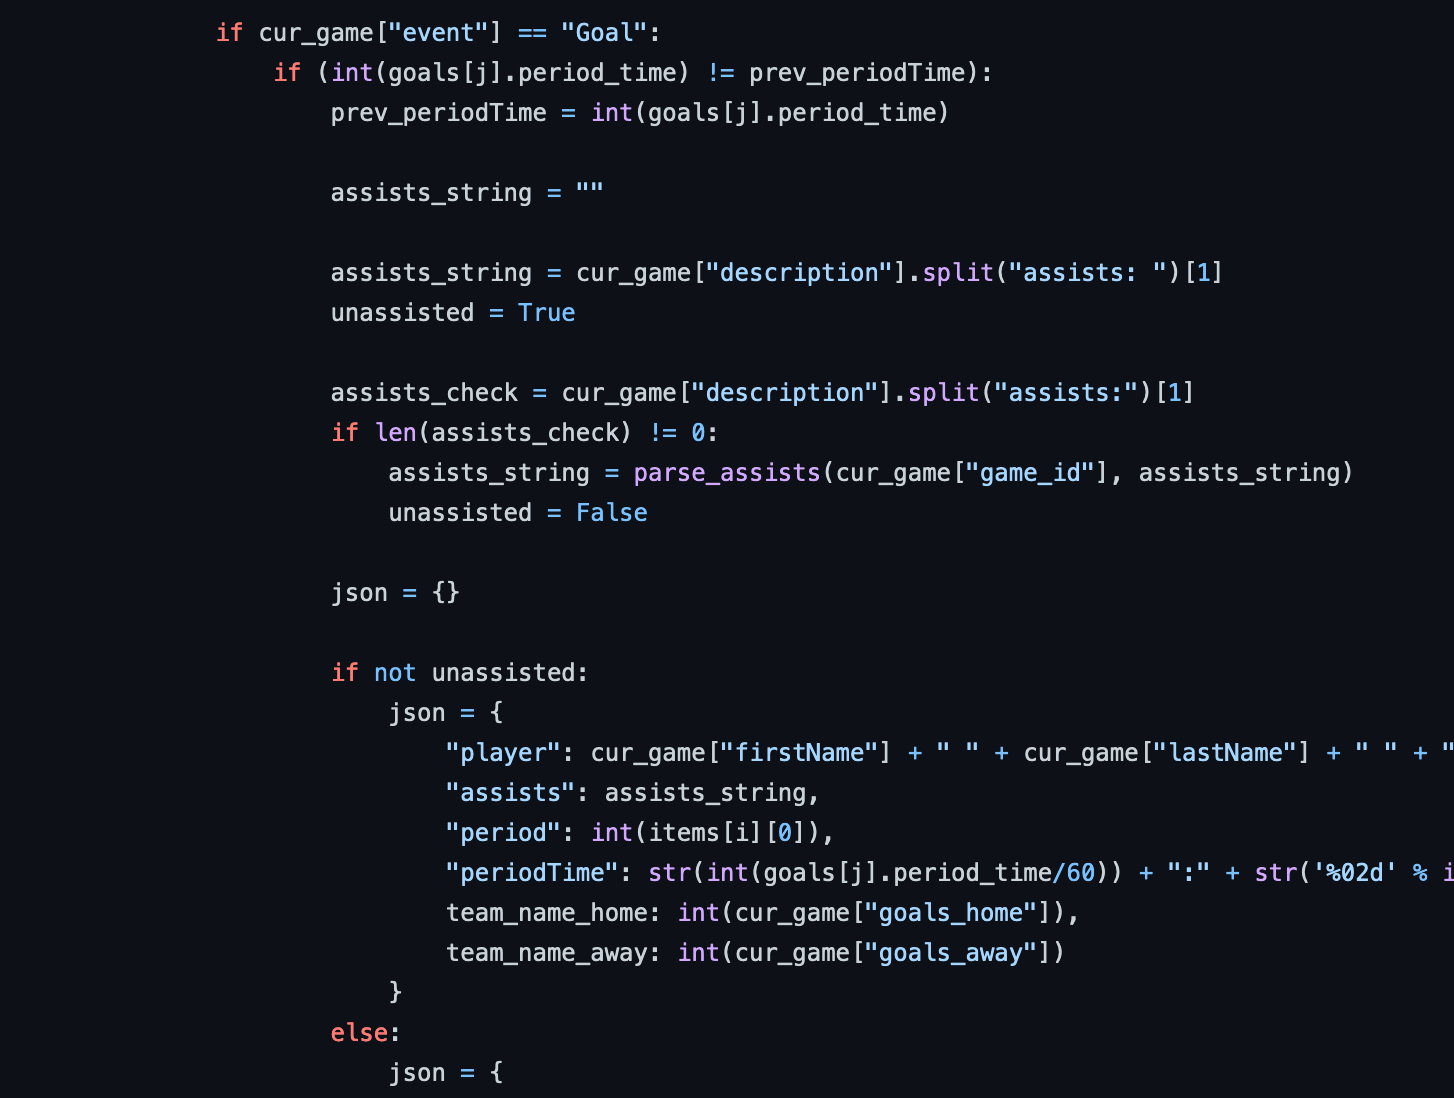 if cur_game["event"] == "Goal":
if (int(goals[j].period_time) != prev_periodTime):
prev_periodTime = int(goals[j].period_time)
assists_string = ""
assists_string = cur_game["description"].split("assists: ")[1]
unassisted = True
assists_check = cur_game["description"].split("assists:")[1]
if len(assists_check) != 0:
assists_string = parse_assists(cur_game["game_id"], assists_string)
unassisted = False
json = {}
if not unassisted:
json = {
"player": cur_game["firstName"] + " " + cur_game["lastName"] + " " + "
"assists": assists_string,
"period": int(items[i][0]),
"periodTime": str(int(goals[j].period_time/60)) + ":" + str('%02d' % i
team_name_home: int(cur_game["goals_home"]),
team_name_away: int(cur_game["goals_away"])
}
else:
json = {